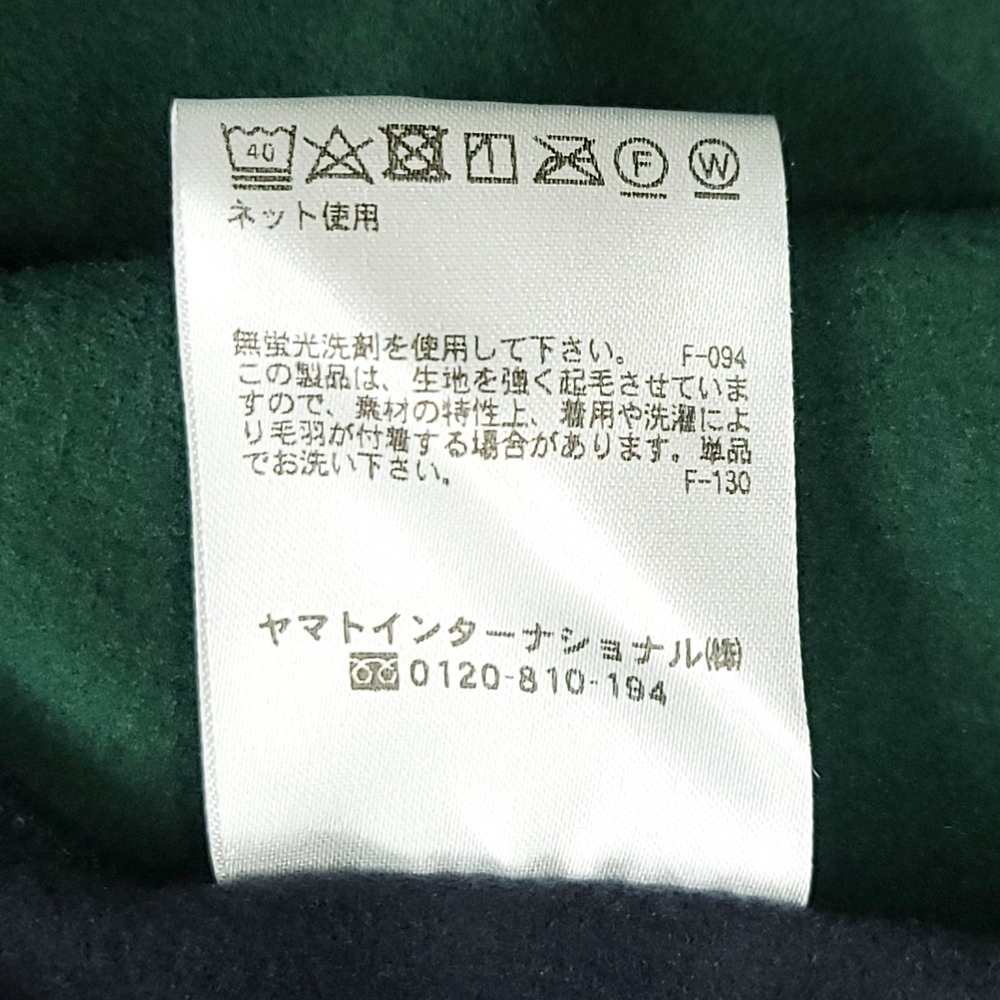 40 F W
ネット使用
無蛍光洗剤を使用して下さい。 F-094
この製品は、生地を強く起毛させていま
すので、素材の特性上、着用や洗濯によ
り毛羽が付着する場合があります。単品
でお洗い下さい。 F-130
ヤマトインターナショナル㈱
0120-810-194